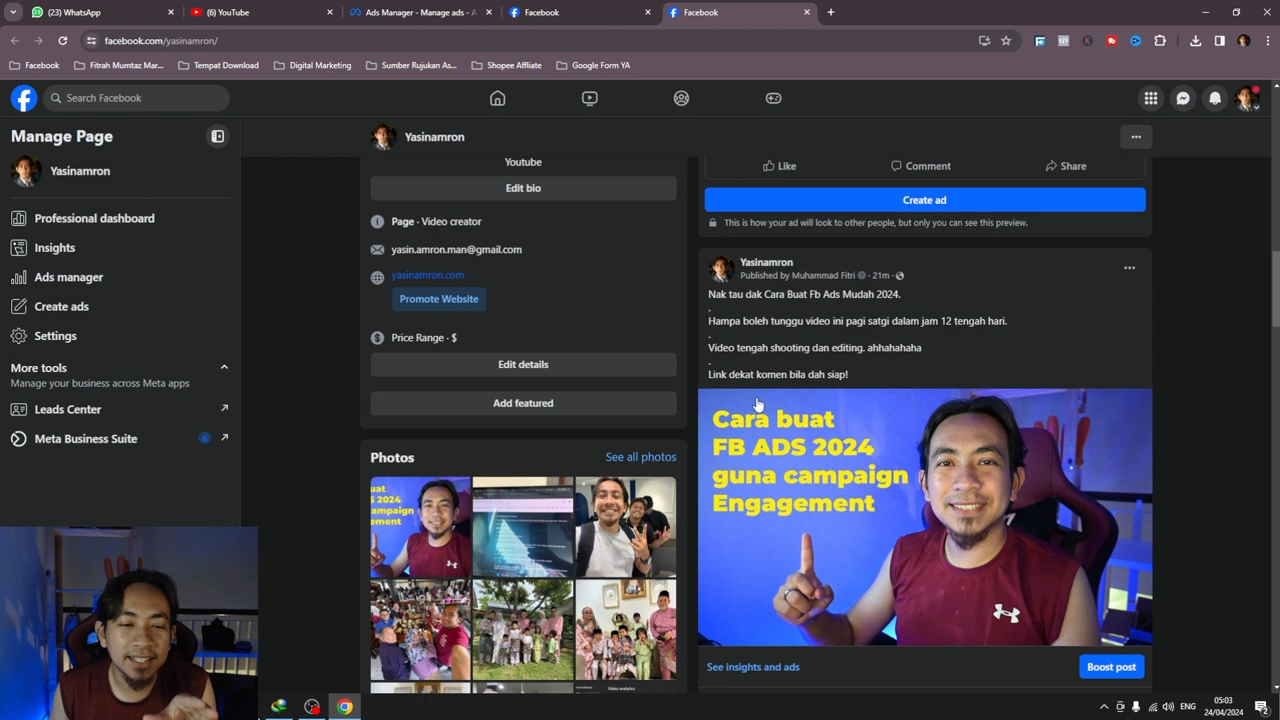 (23) WhatsApp
(6) YouTube
Ads Manager - Manage ads - A
Facebook
Facebook
facebook.com/yasinamron/
Facebook
Fitrah Mumtaz Mar...
Tempat Download
Digital Marketing
Sumber Rujukan As...
Shopee Affliate
Google Form YA
Search Facebook
Manage Page
Yasinamron
Professional dashboard
Insights
Ads manager
Create ads
Settings
More tools
Manage your business across Meta apps
Leads Center
Meta Business Suite
Yasinamron
Youtube
Edit bio
Page · Video creator
yasin.amron.man@gmail.com
yasinamron.com
Promote Website
Price Range · $
Edit details
Add featured
Photos
See all photos
uat
S 2024
campaign
ement
Video analytics
Like
Comment
Share
Create ad
This is how your ad will look to other people, but only you can see this preview.
Yasinamron
Published by Muhammad Fitri · 21m ·
Nak tau dak Cara Buat Fb Ads Mudah 2024.
.
Hampa boleh tunggu video ini pagi satgi dalam jam 12 tengah hari.
.
Video tengah shooting dan editing. ahhahahaha
.
Link dekat komen bila dah siap!
Cara buat
FB ADS 2024
guna campaign
Engagement
See insights and ads
Boost post
ENG
05:03
24/04/2024
2